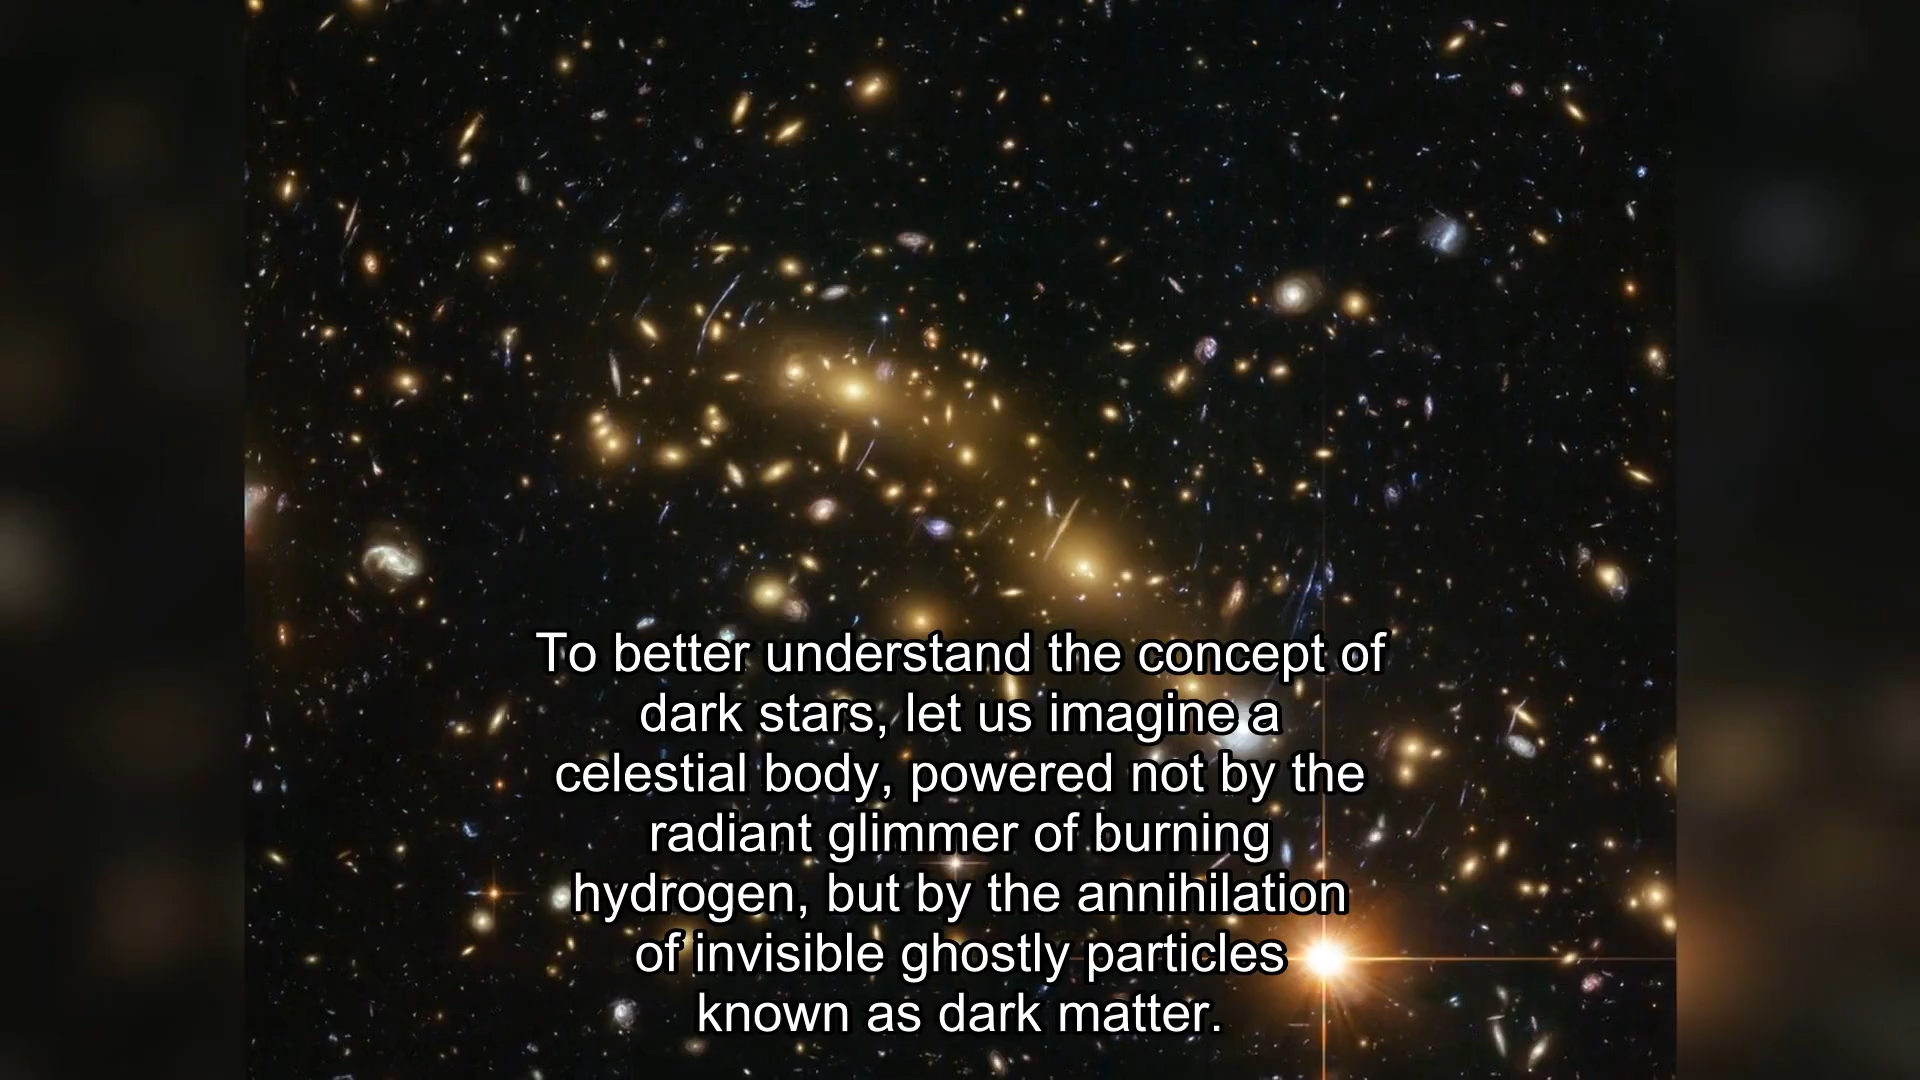 To better understand the concept of
dark stars, let us imagine a
celestial body, powered not by the
radiant glimmer of burning
hydrogen, but by the annihilation
of invisible ghostly particles
known as dark matter.